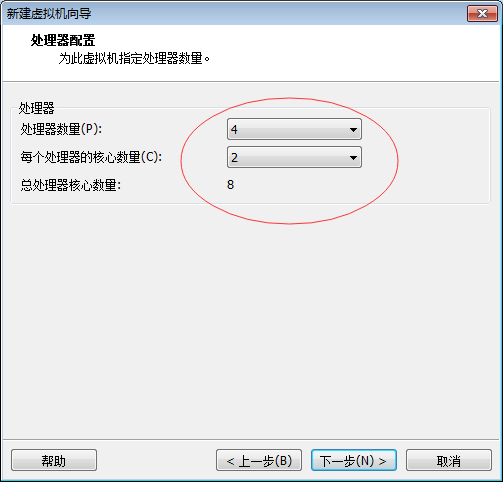 新建虚拟机向导
处理器配置
为此虚拟机指定处理器数量。
处理器
处理器数量(P): 4
每个处理器的核心数量(C): 2
总处理器核心数量: 8
帮助 < 上一步(B) 下一步(N) > 取消